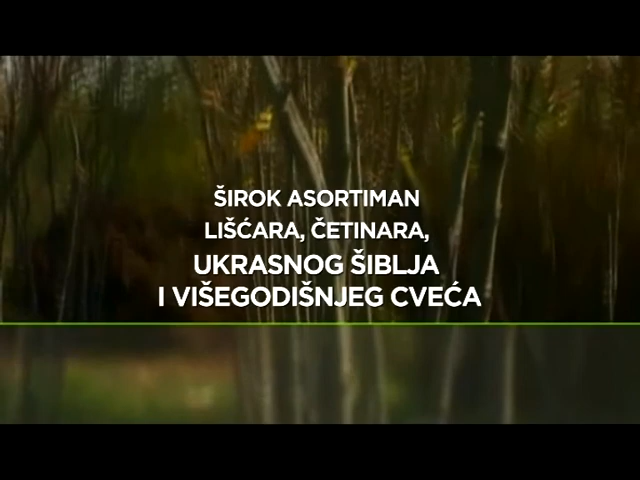 ŠIROK ASORTIMAN
LIŠĆARA, ČETINARA,
UKRASNOG ŠIBLJA
I VIŠEGODIŠNJEG CVEĆA